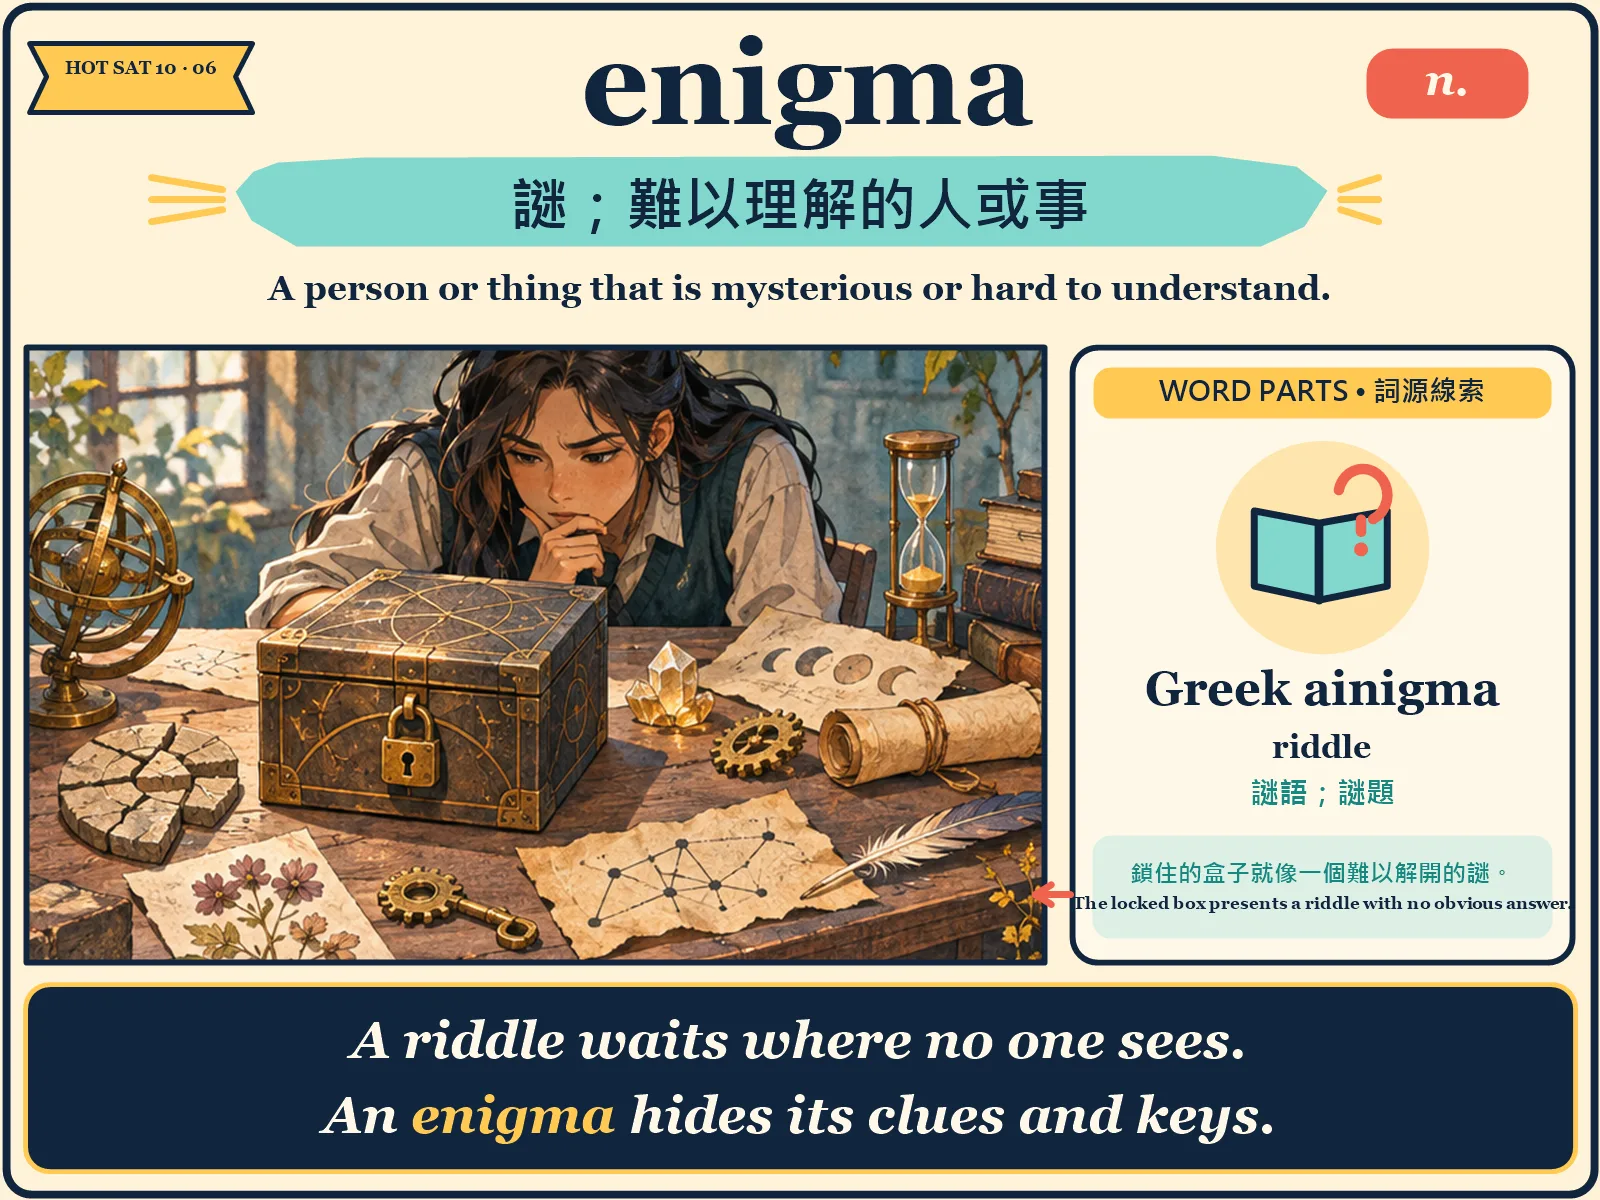 HOT SAT 10 · 06
enigma
n.
謎；難以理解的人或事
A person or thing that is mysterious or hard to understand.
WORD PARTS • 詞源線索
?
Greek ainigma
riddle
謎語；謎題
鎖住的盒子就像一個難以解開的謎。
The locked box presents a riddle with no obvious answer.
A riddle waits where no one sees.
An enigma hides its clues and keys.